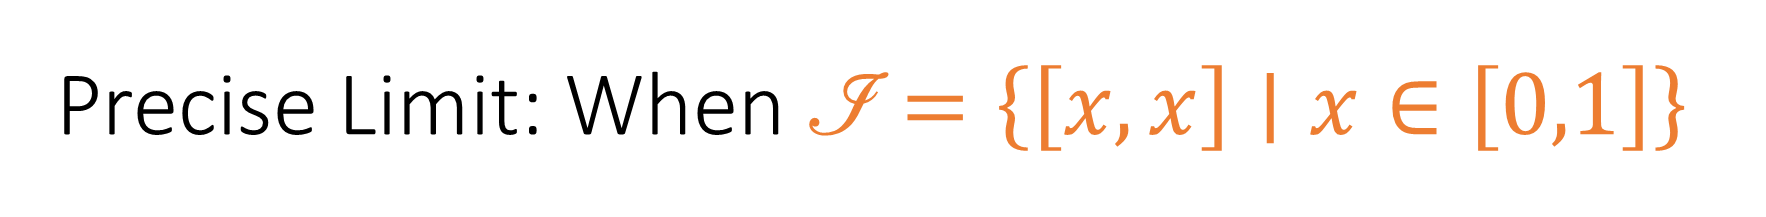 Precise Limit: When ℐ = {[𝑥, 𝑥] | 𝑥 ∈ [0,1]}